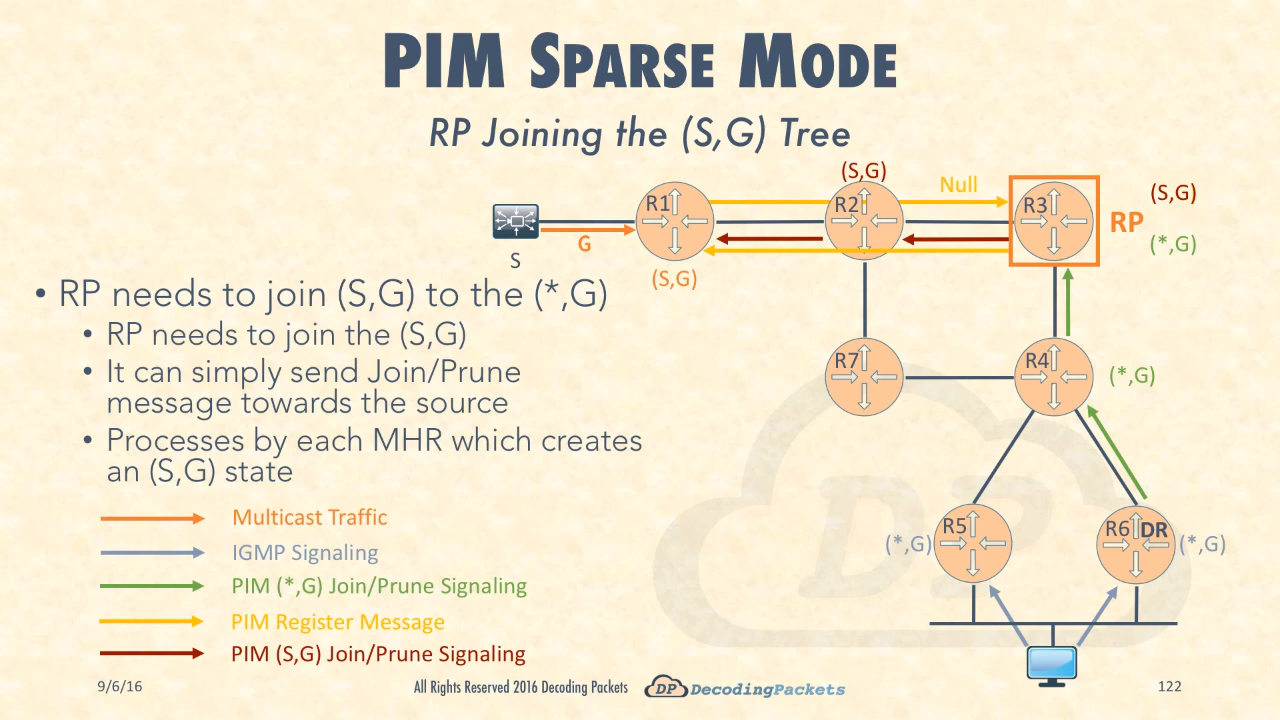 PIM SPARSE MODE
RP Joining the (S,G) Tree
(S,G)
Null
R1
R2
R3
(S,G)
RP
G
(*,G)
S
(S,G)
• RP needs to join (S,G) to the (*,G)
• RP needs to join the (S,G)
• It can simply send Join/Prune
message towards the source
• Processes by each MHR which creates
an (S,G) state
R7
R4
(*,G)
Multicast Traffic
IGMP Signaling
PIM (*,G) Join/Prune Signaling
PIM Register Message
PIM (S,G) Join/Prune Signaling
(*,G)
R5
R6
DR
(*,G)
DP
9/6/16
All Rights Reserved 2016 Decoding Packets
DP DecodingPackets
122